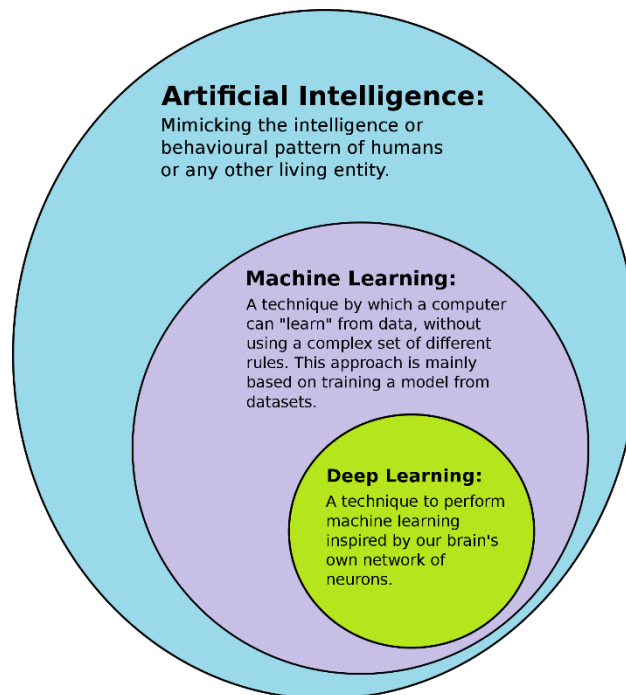 Artificial Intelligence:
Mimicking the intelligence or
behavioural pattern of humans
or any other living entity.
Machine Learning:
A technique by which a computer
can "learn" from data, without
using a complex set of different
rules. This approach is mainly
based on training a model from
datasets.
Deep Learning:
A technique to perform
machine learning
inspired by our brain's
own network of
neurons.